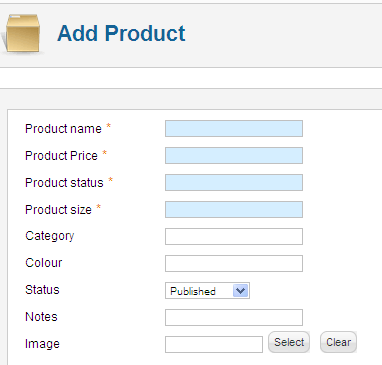 Add Product
Product name *
Product Price *
Product status *
Product size *
Category
Colour
Status Published
Notes
Image Select Clear